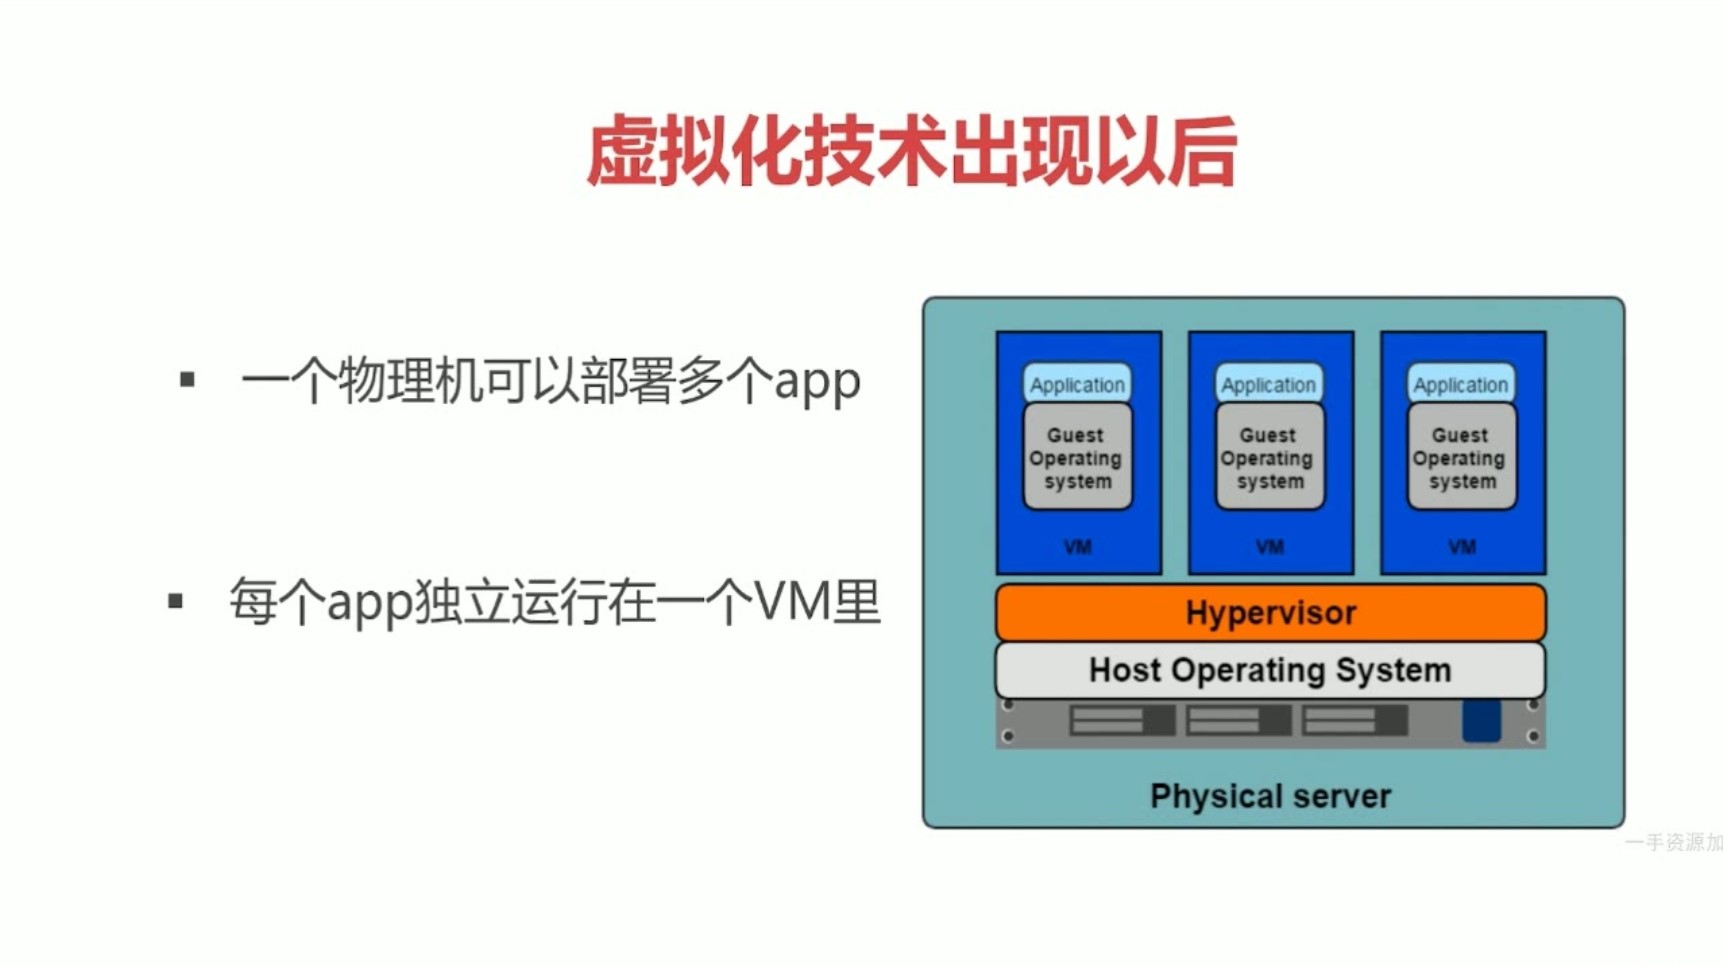 虚拟化技术出现以后
▪ 一个物理机可以部署多个app
▪ 每个app独立运行在一个VM里
Application
Guest
Operating
system
VM
Application
Guest
Operating
system
VM
Application
Guest
Operating
system
VM
Hypervisor
Host Operating System
Physical server
一手资源加